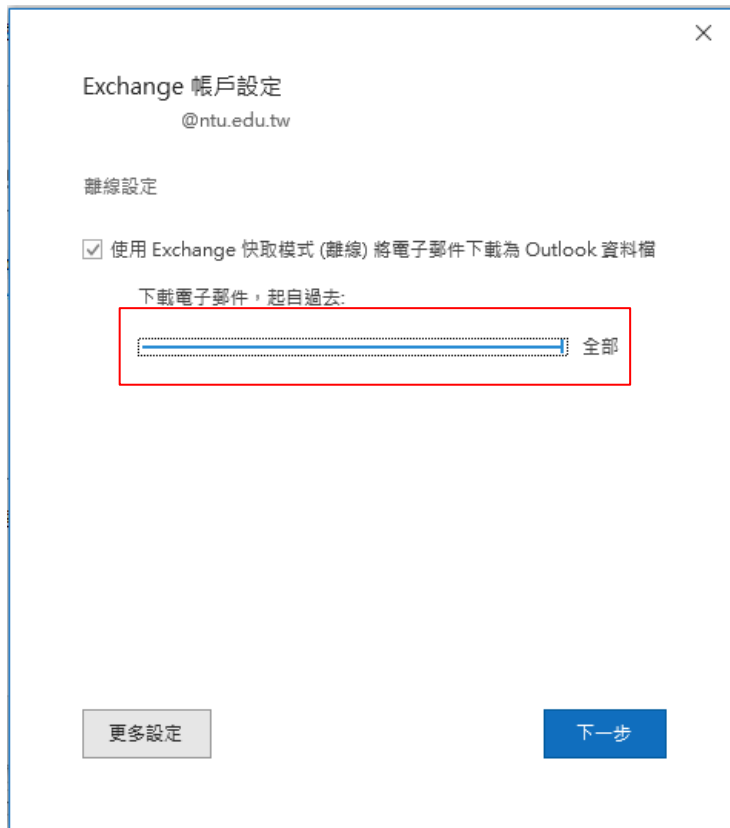 Exchange 帳戶設定
@ntu.edu.tw
離線設定
使用 Exchange 快取模式 (離線) 將電子郵件下載為 Outlook 資料檔
下載電子郵件，起自過去:
全部
更多設定
下一步